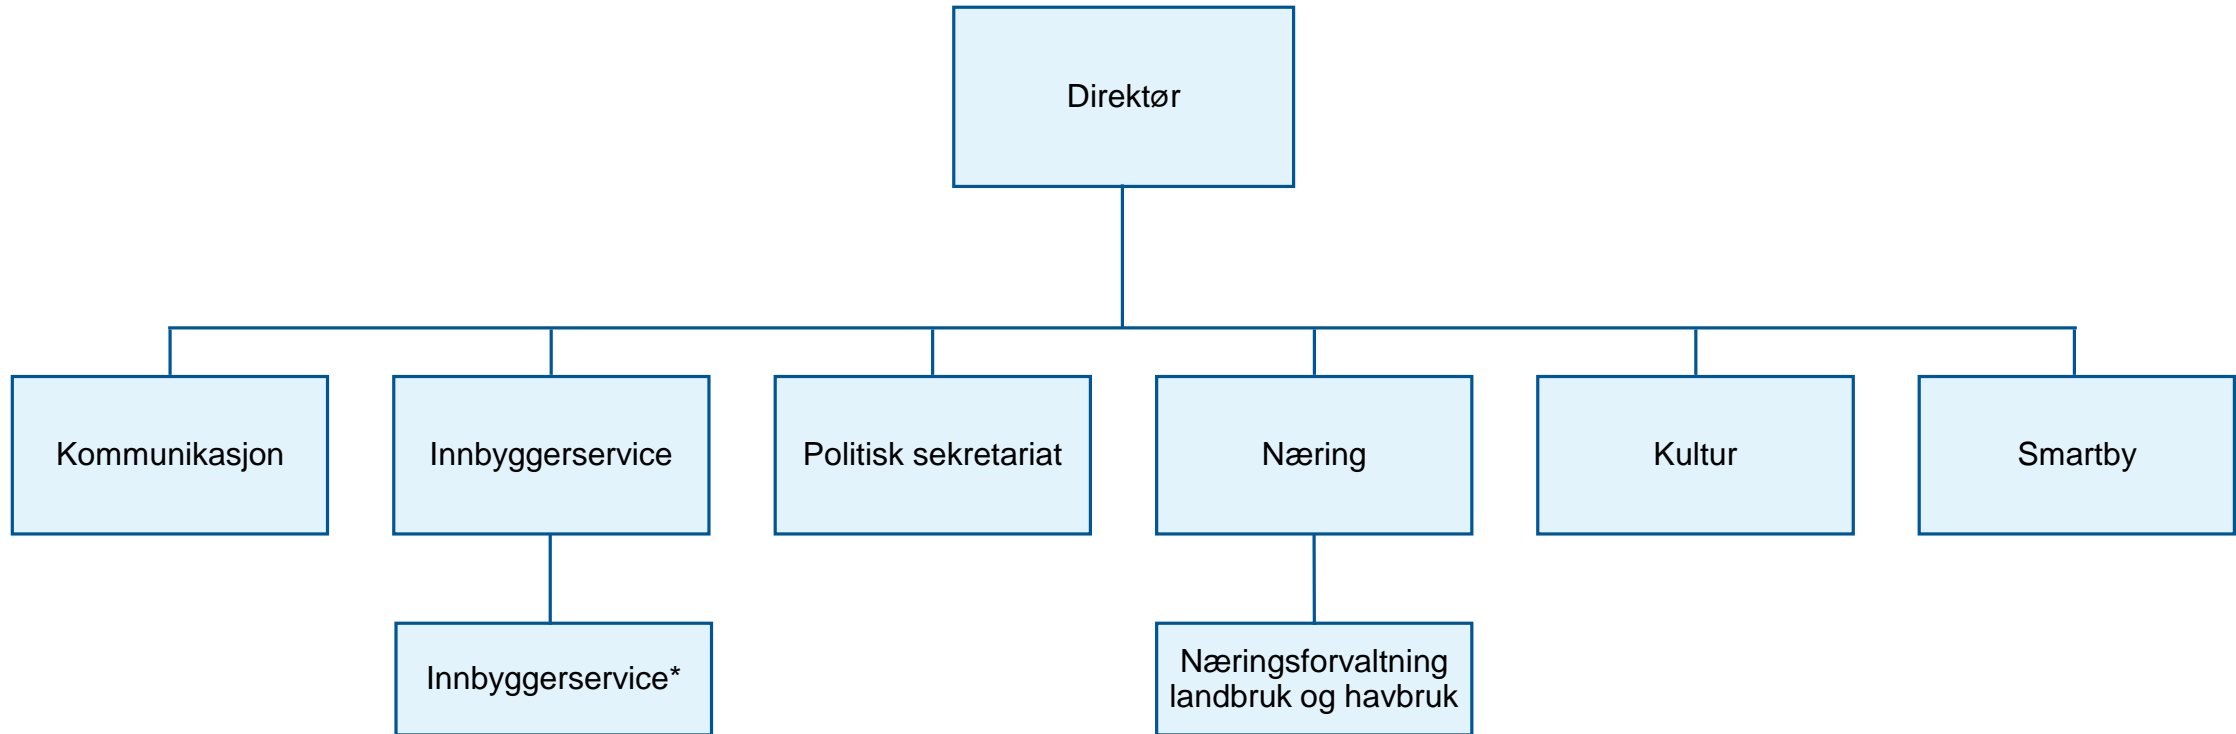 Direktør
Kommunikasjon
Innbyggerservice
Politisk sekretariat
Næring
Kultur
Smartby
Innbyggerservice*
Næringsforvaltning
landbruk og havbruk